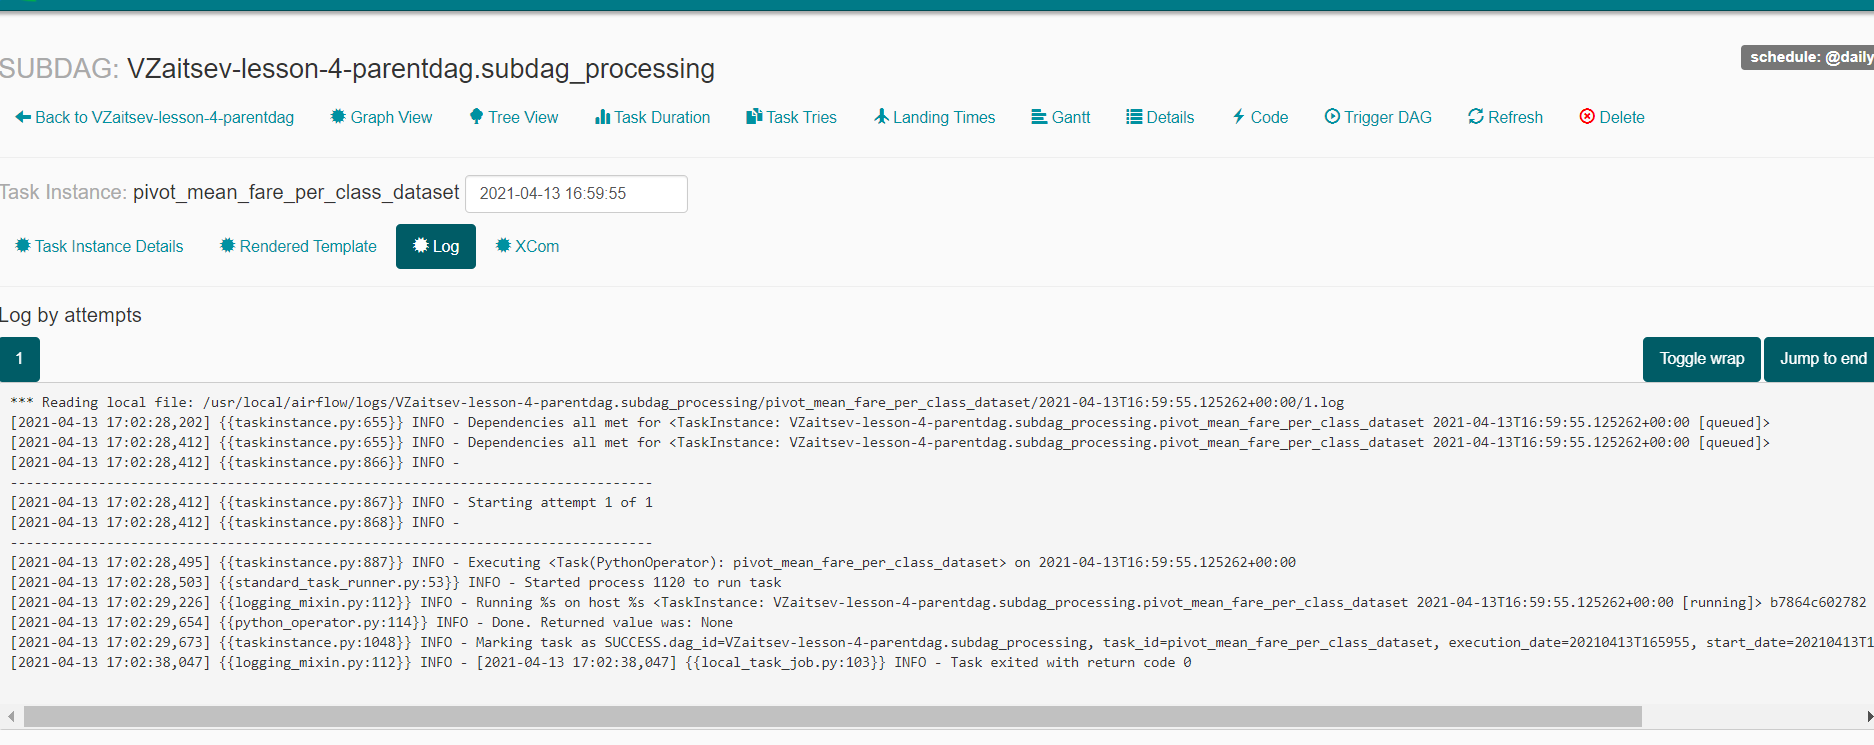 SUBDAG: VZaitsev-lesson-4-parentdag.subdag_processing
schedule: @daily
Back to VZaitsev-lesson-4-parentdag Graph View Tree View Task Duration Task Tries Landing Times Gantt Details Code Trigger DAG Refresh Delete
Task Instance: pivot_mean_fare_per_class_dataset 2021-04-13 16:59:55
Task Instance Details Rendered Template Log XCom
Log by attempts
1
Toggle wrap Jump to end
*** Reading local file: /usr/local/airflow/logs/VZaitsev-lesson-4-parentdag.subdag_processing/pivot_mean_fare_per_class_dataset/2021-04-13T16:59:55.125262+00:00/1.log
[2021-04-13 17:02:28,202] {{taskinstance.py:655}} INFO - Dependencies all met for <TaskInstance: VZaitsev-lesson-4-parentdag.subdag_processing.pivot_mean_fare_per_class_dataset 2021-04-13T16:59:55.125262+00:00 [queued]>
[2021-04-13 17:02:28,412] {{taskinstance.py:655}} INFO - Dependencies all met for <TaskInstance: VZaitsev-lesson-4-parentdag.subdag_processing.pivot_mean_fare_per_class_dataset 2021-04-13T16:59:55.125262+00:00 [queued]>
[2021-04-13 17:02:28,412] {{taskinstance.py:866}} INFO -
--------------------------------------------------------------------------------
[2021-04-13 17:02:28,412] {{taskinstance.py:867}} INFO - Starting attempt 1 of 1
[2021-04-13 17:02:28,412] {{taskinstance.py:868}} INFO -
--------------------------------------------------------------------------------
[2021-04-13 17:02:28,495] {{taskinstance.py:887}} INFO - Executing <Task(PythonOperator): pivot_mean_fare_per_class_dataset> on 2021-04-13T16:59:55.125262+00:00
[2021-04-13 17:02:28,503] {{standard_task_runner.py:53}} INFO - Started process 1120 to run task
[2021-04-13 17:02:29,226] {{logging_mixin.py:112}} INFO - Running %s on host %s <TaskInstance: VZaitsev-lesson-4-parentdag.subdag_processing.pivot_mean_fare_per_class_dataset 2021-04-13T16:59:55.125262+00:00 [running]> b7864c602782
[2021-04-13 17:02:29,654] {{python_operator.py:114}} INFO - Done. Returned value was: None
[2021-04-13 17:02:29,673] {{taskinstance.py:1048}} INFO - Marking task as SUCCESS.dag_id=VZaitsev-lesson-4-parentdag.subdag_processing, task_id=pivot_mean_fare_per_class_dataset, execution_date=20210413T165955, start_date=20210413T1
[2021-04-13 17:02:38,047] {{logging_mixin.py:112}} INFO - [2021-04-13 17:02:38,047] {{local_task_job.py:103}} INFO - Task exited with return code 0